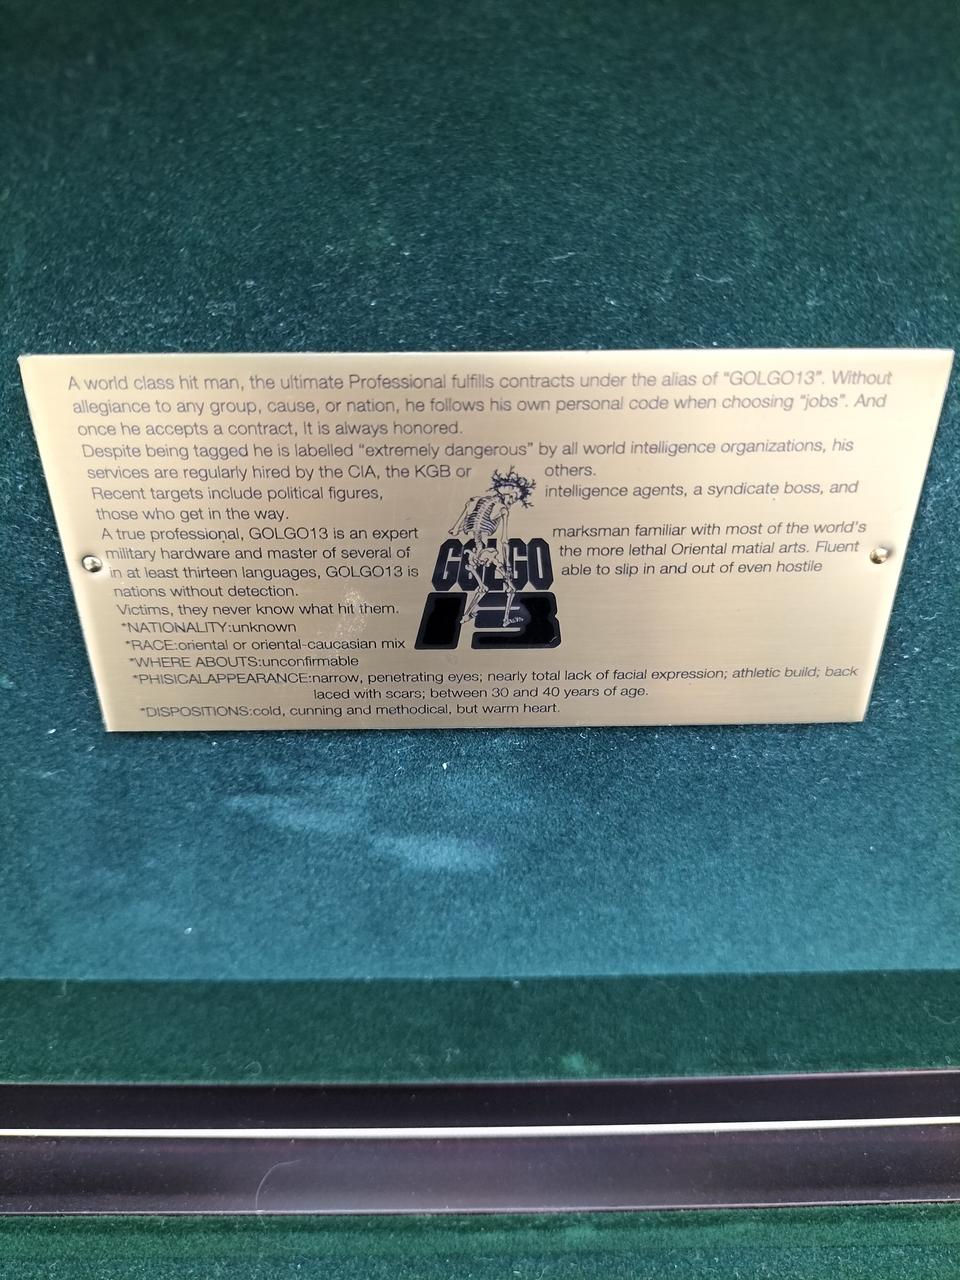 A world class hit man, the ultimate Professional fulfills contracts under the alias of "GOLGO13". Without
allegiance to any group, cause, or nation, he follows his own personal code when choosing "jobs". And
once he accepts a contract, It is always honored.
Despite being tagged he is labelled "extremely dangerous" by all world intelligence organizations, his
services are regularly hired by the CIA, the KGB or others.
Recent targets include political figures, intelligence agents, a syndicate boss, and
those who get in the way.
A true professional, GOLGO13 is an expert marksman familiar with most of the world's
military hardware and master of several of the more lethal Oriental matial arts. Fluent
in at least thirteen languages, GOLGO13 is able to slip in and out of even hostile
nations without detection.
Victims, they never know what hit them.
*NATIONALITY:unknown
*RACE:oriental or oriental-caucasian mix
*WHERE ABOUTS:unconfirmable
*PHISICALAPPEARANCE:narrow, penetrating eyes; nearly total lack of facial expression; athletic build; back
laced with scars; between 30 and 40 years of age.
*DISPOSITIONS:cold, cunning and methodical, but warm heart.
GOLGO
13